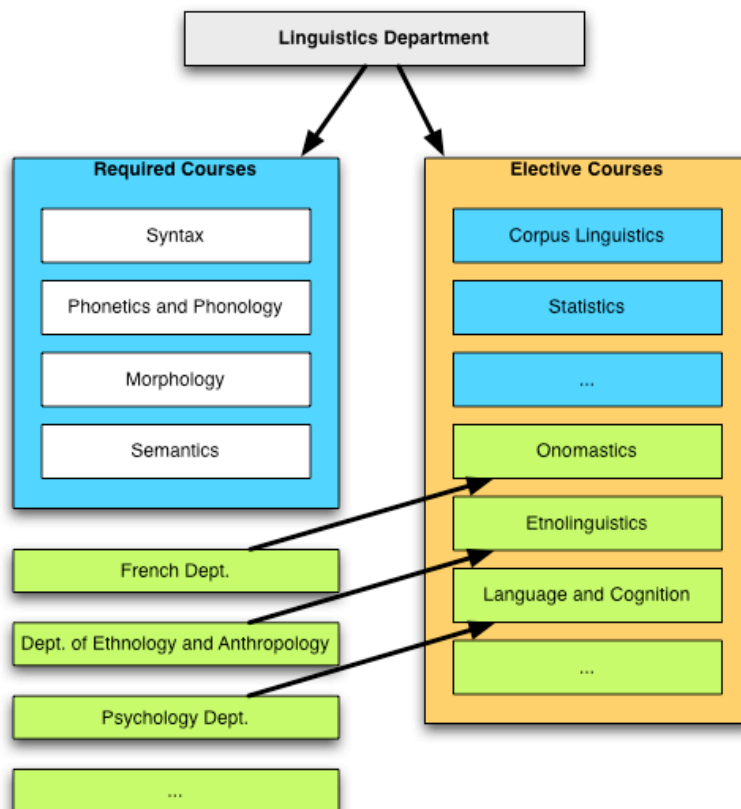 Linguistics Department
Required Courses
Syntax
Phonetics and Phonology
Morphology
Semantics
French Dept.
Dept. of Ethnology and Anthropology
Psychology Dept.
...
Elective Courses
Corpus Linguistics
Statistics
...
Onomastics
Etnolinguistics
Language and Cognition
...